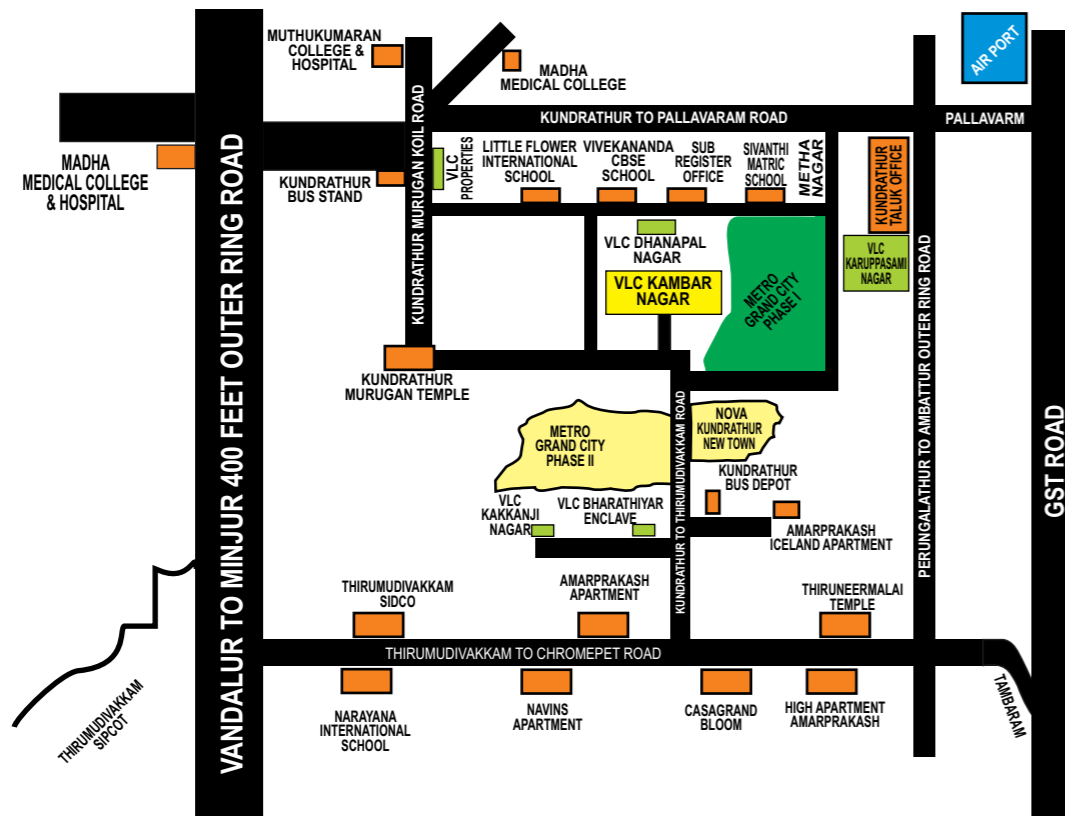 MUTHUKUMARAN
COLLEGE &
HOSPITAL
MADHA
MEDICAL COLLEGE
AIR PORT
KUNDRATHUR TO PALLAVARAM ROAD
PALLAVARM
MADHA
MEDICAL COLLEGE
& HOSPITAL
KUNDRATHUR
BUS STAND
VLC
PROPERTIES
LITTLE FLOWER
INTERNATIONAL
SCHOOL
VIVEKANANDA
CBSE
SCHOOL
SUB
REGISTER
OFFICE
SIVANTHI
MATRIC
SCHOOL
METHA
NAGAR
KUNDRATHUR
TALUK OFFICE
KUNDRATHUR MURUGAN KOIL ROAD
VLC DHANAPAL
NAGAR
VLC
KARUPPASAMI
NAGAR
VLC KAMBAR
NAGAR
METRO
GRAND CITY
PHASE I
VANDALUR TO MINJUR 400 FEET OUTER RING ROAD
PERUNGALATHUR TO AMBATTUR OUTER RING ROAD
GST ROAD
KUNDRATHUR
MURUGAN TEMPLE
METRO
GRAND CITY
PHASE II
NOVA
KUNDRATHUR
NEW TOWN
KUNDRATHUR TO THIRUMUDIVAKKAM ROAD
KUNDRATHUR
BUS DEPOT
VLC
KAKKANJI
NAGAR
VLC BHARATHIYAR
ENCLAVE
AMARPRAKASH
ICELAND APARTMENT
THIRUMUDIVAKKAM
SIDCO
AMARPRAKASH
APARTMENT
THIRUNEERMALAI
TEMPLE
THIRUMUDIVAKKAM TO CHROMEPET ROAD
THIRUMUDIVAKKAM
SIPCOT
NARAYANA
INTERNATIONAL
SCHOOL
NAVINS
APARTMENT
CASAGRAND
BLOOM
HIGH APARTMENT
AMARPRAKASH
TAMBARAM